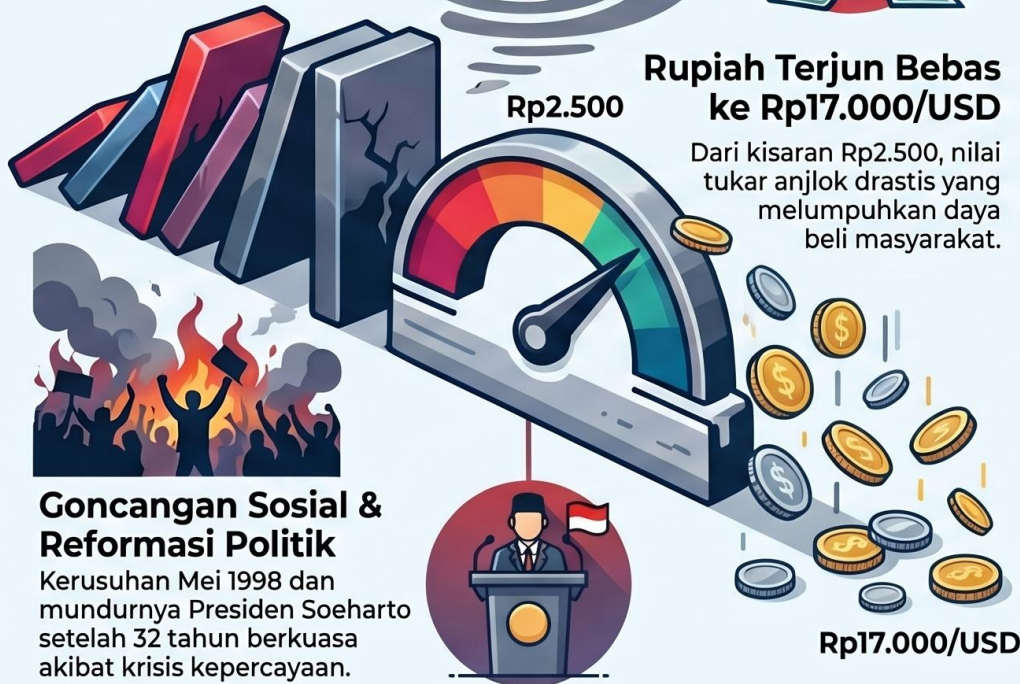 Rupiah Terjun Bebas
ke Rp17.000/USD
Dari kisaran Rp2.500, nilai
tukar anjlok drastis yang
melumpuhkan daya
beli masyarakat.
Rp2.500
Rp17.000/USD
Goncangan Sosial &
Reformasi Politik
Kerusuhan Mei 1998 dan
mundurnya Presiden Soeharto
setelah 32 tahun berkuasa
akibat krisis kepercayaan.